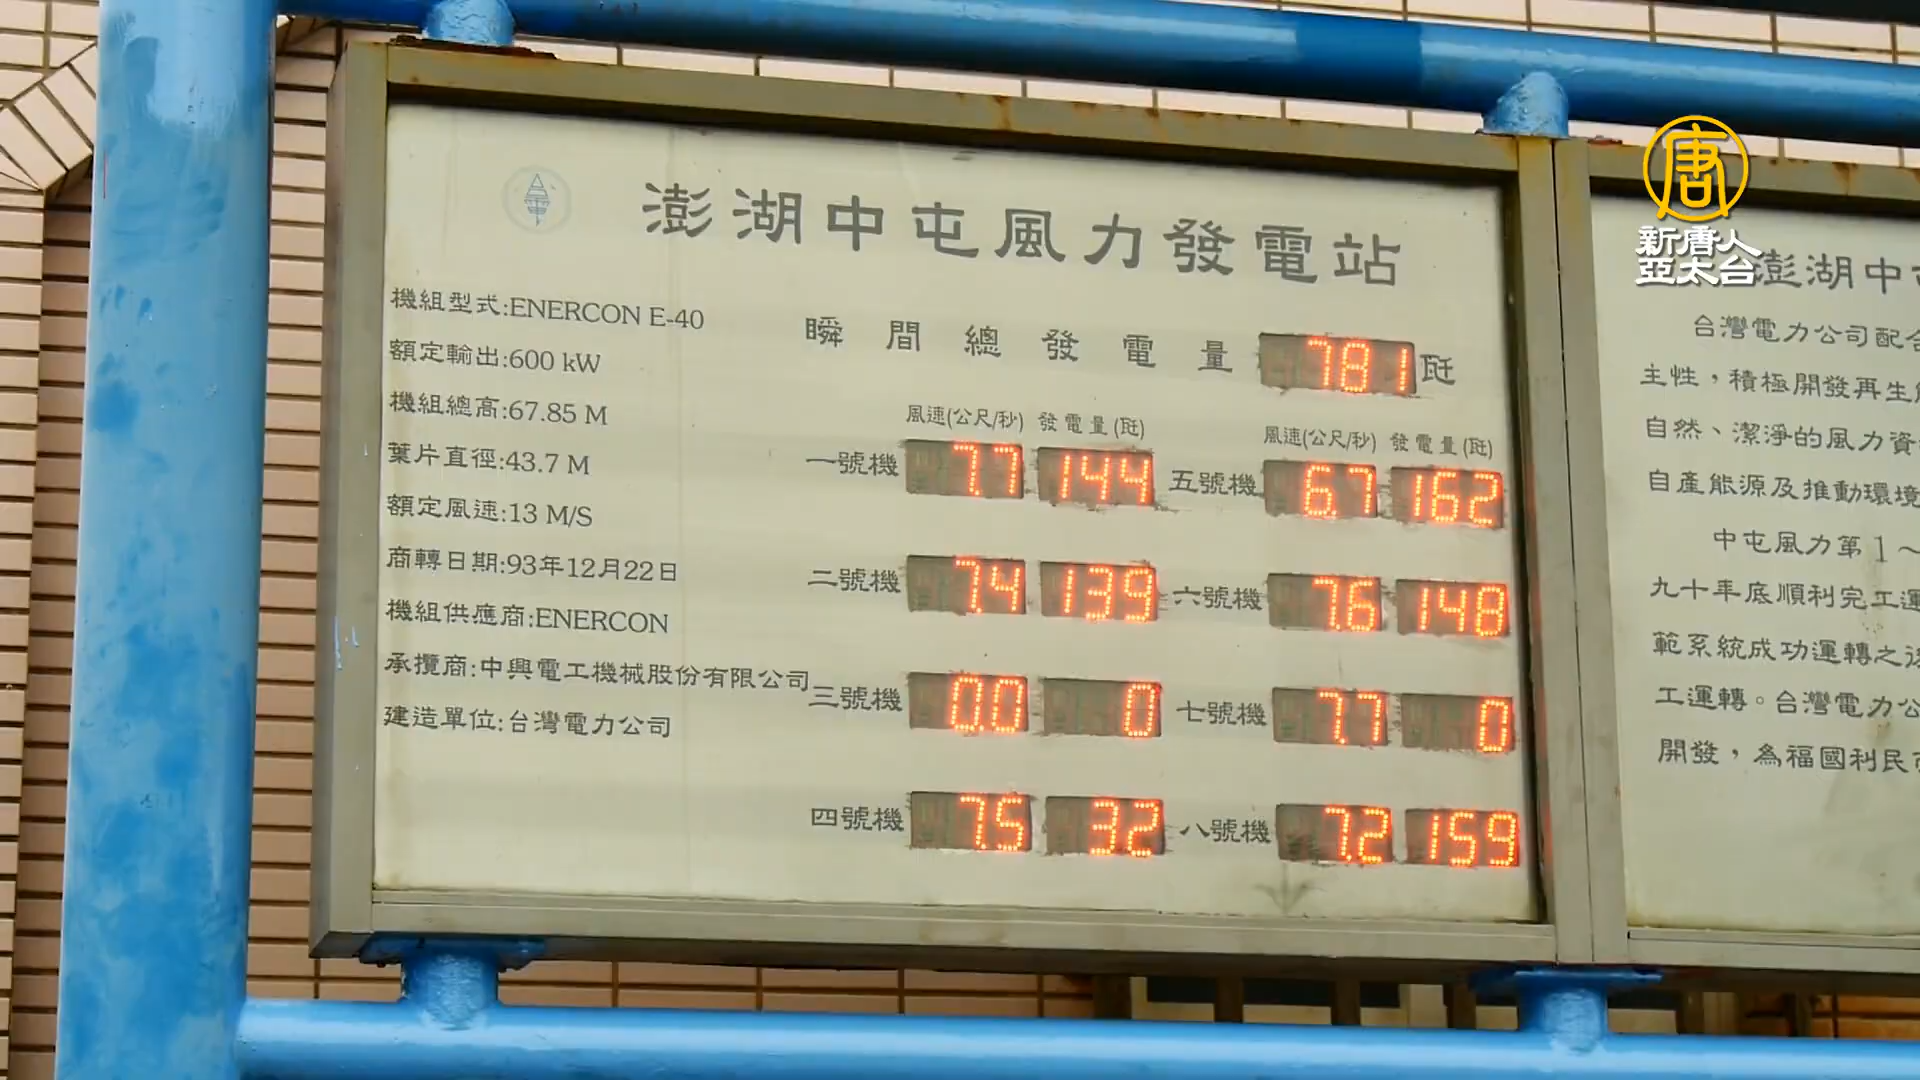 澎湖中屯風力發電站
機組型式:ENERCON E-40
額定輸出:600 kW
機組總高:67.85 M
葉片直徑:43.7 M
額定風速:13 M/S
商轉日期:93年12月22日
機組供應商:ENERCON
承攬商:中興電工機械股份有限公司
建造單位:台灣電力公司
瞬間總發電量 781 瓩
風速(公尺/秒) 發電量(瓩) 風速(公尺/秒) 發電量(瓩)
一號機 7.7 144 五號機 6.7 162
二號機 7.4 139 六號機 7.6 148
三號機 0.0 0 七號機 7.7 0
四號機 7.5 32 八號機 7.2 159
唐
新唐人
亞太台
澎湖中
台灣電力公司配合
主性,積極開發再生
自然、潔淨的風力資
自產能源及推動環境
中屯風力第1~
九十年底順利完工運
範系統成功運轉之後
工運轉。台灣電力公
開發,為福國利民